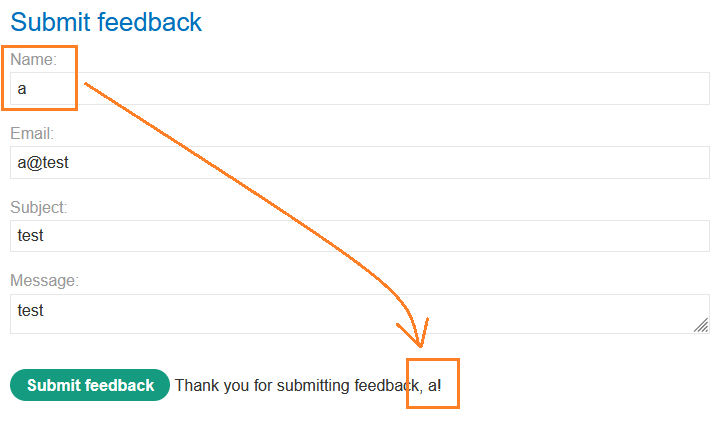 Submit feedback
Name:
a
Email:
a@test
Subject:
test
Message:
test
Submit feedback Thank you for submitting feedback, a!